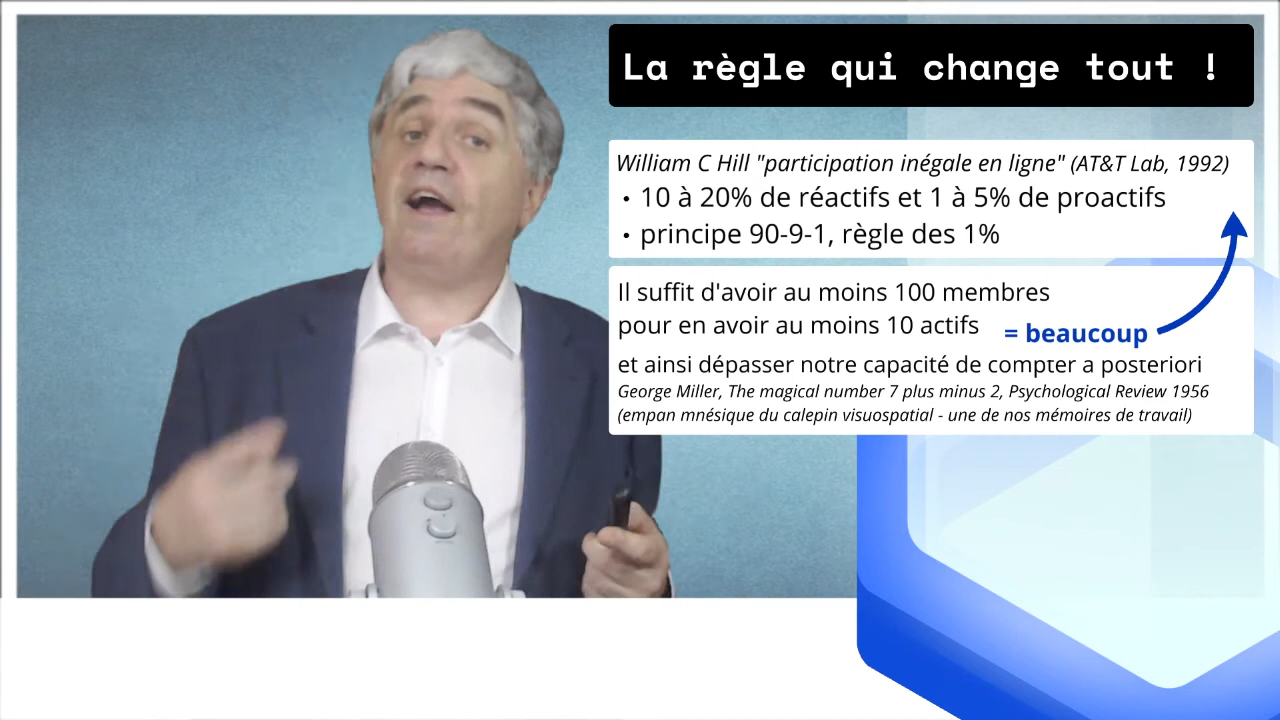 La règle qui change tout !
William C Hill "participation inégale en ligne" (AT&T Lab, 1992)
• 10 à 20% de réactifs et 1 à 5% de proactifs
• principe 90-9-1, règle des 1%
Il suffit d'avoir au moins 100 membres
pour en avoir au moins 10 actifs = beaucoup
et ainsi dépasser notre capacité de compter a posteriori
George Miller, The magical number 7 plus minus 2, Psychological Review 1956
(empan mnésique du calepin visuospatial - une de nos mémoires de travail)